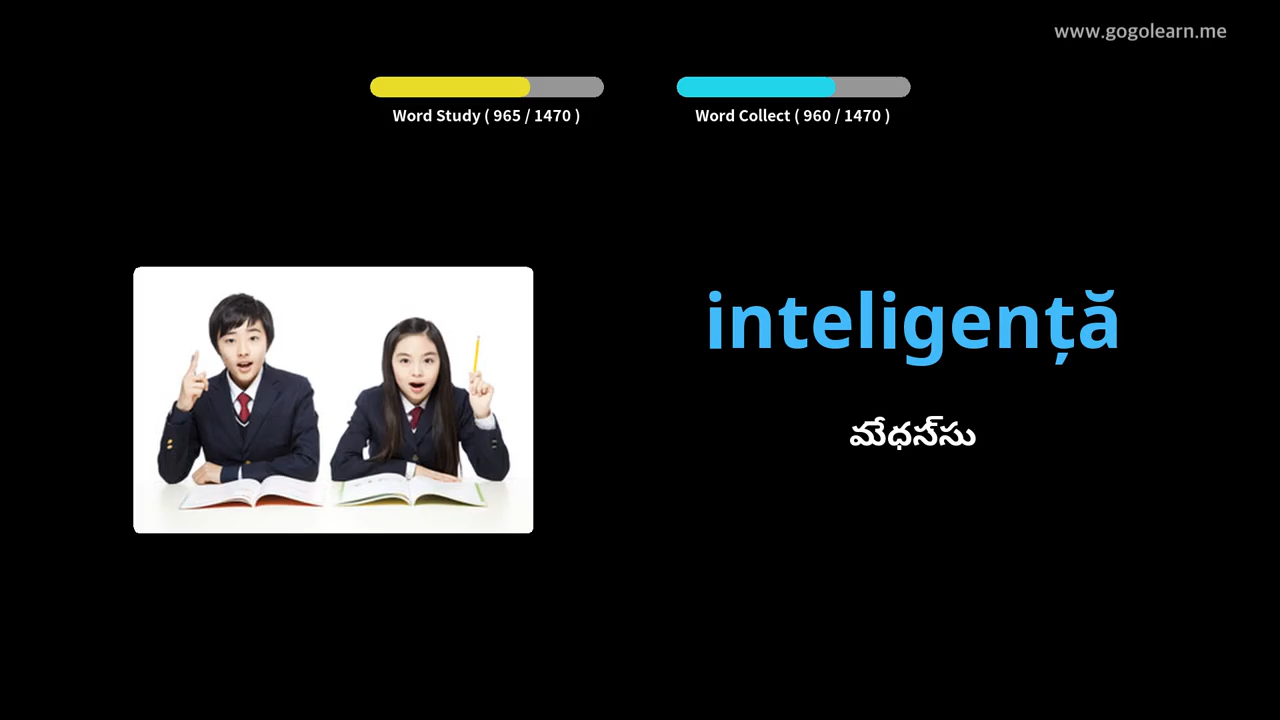 www.gogolearn.me
Word Study ( 965 / 1470 )
Word Collect ( 960 / 1470 )
inteligență
మేధస్సు